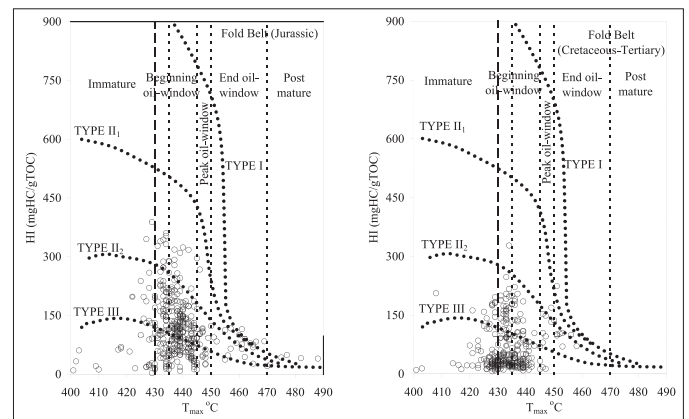 900
750
600
450
300
150
0
HI (mgHC/gTOC)
Fold Belt (Jurassic)
Immature
Beginning
oil-window
Peak oil-window
End oil-
window
Post
mature
TYPE II1
TYPE I
TYPE II2
TYPE III
400 410 420 430 440 450 460 470 480 490
Tmax °C
900
750
600
450
300
150
0
HI (mgHC/gTOC)
Fold Belt
(Cretaceous-Tertiary)
Immature
Beginning
oil-window
Peak oil-window
End oil-
window
Post
mature
TYPE II1
TYPE I
TYPE II2
TYPE III
400 410 420 430 440 450 460 470 480 490
Tmax °C